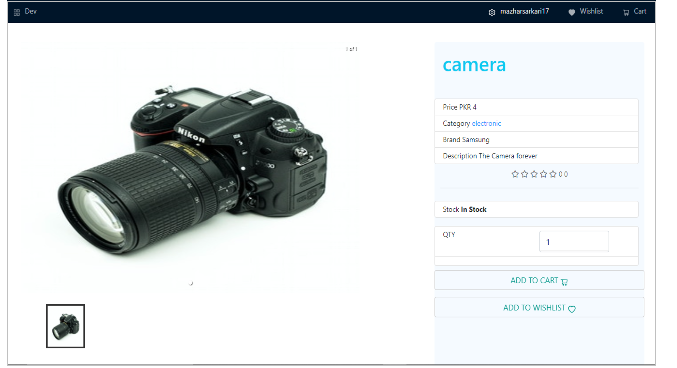 Dev
mazharsarkari17
Wishlist
Cart
1 of 1
camera
Nikon
Price PKR 4
Category electronic
Brand Samsung
Description The Camera forever
0.0
Stock In Stock
QTY
1
ADD TO CART
ADD TO WISHLIST